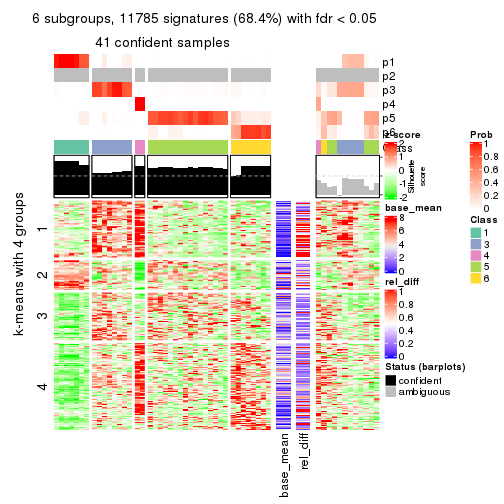 6 subgroups, 11785 signatures (68.4%) with fdr < 0.05
41 confident samples
p1
p2
p3
p4
p5
p6
Class
Silhouette
score
z-score
2
1
0
-1
-2
base_mean
8
6
4
2
0
rel_diff
1
0.8
0.6
0.4
0.2
0
Prob
1
0.8
0.6
0.4
0.2
0
Class
1
3
4
5
6
Status (barplots)
confident
ambiguous
k-means with 4 groups
1
2
3
4
base_mean
rel_diff